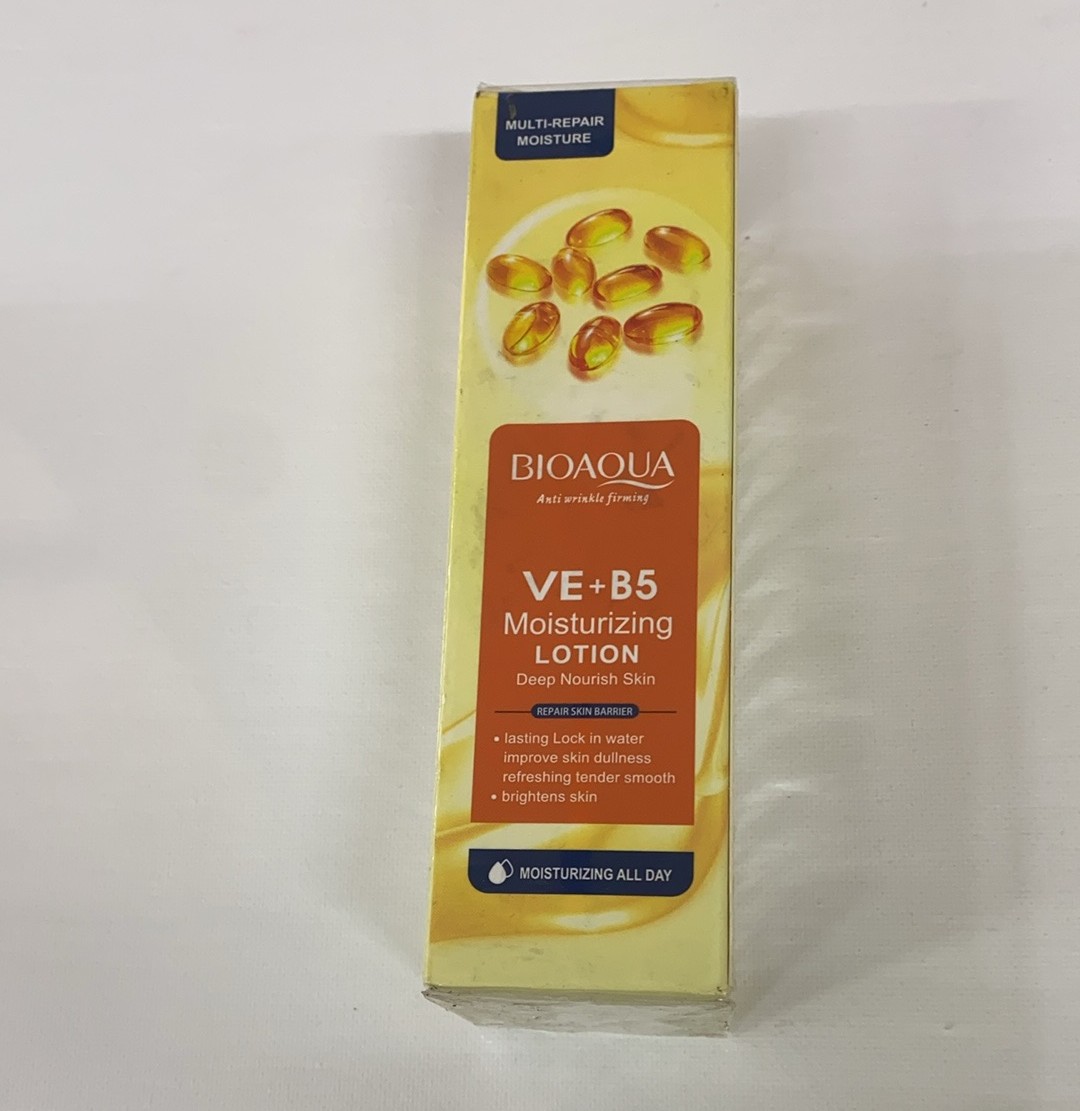 MULTI-REPAIR
MOISTURE
BIOAQUA
Anti wrinkle firming
VE+B5
Moisturizing
LOTION
Deep Nourish Skin
REPAIR SKIN BARRIER
• lasting Lock in water
improve skin dullness
refreshing tender smooth
• brightens skin
MOISTURIZING ALL DAY